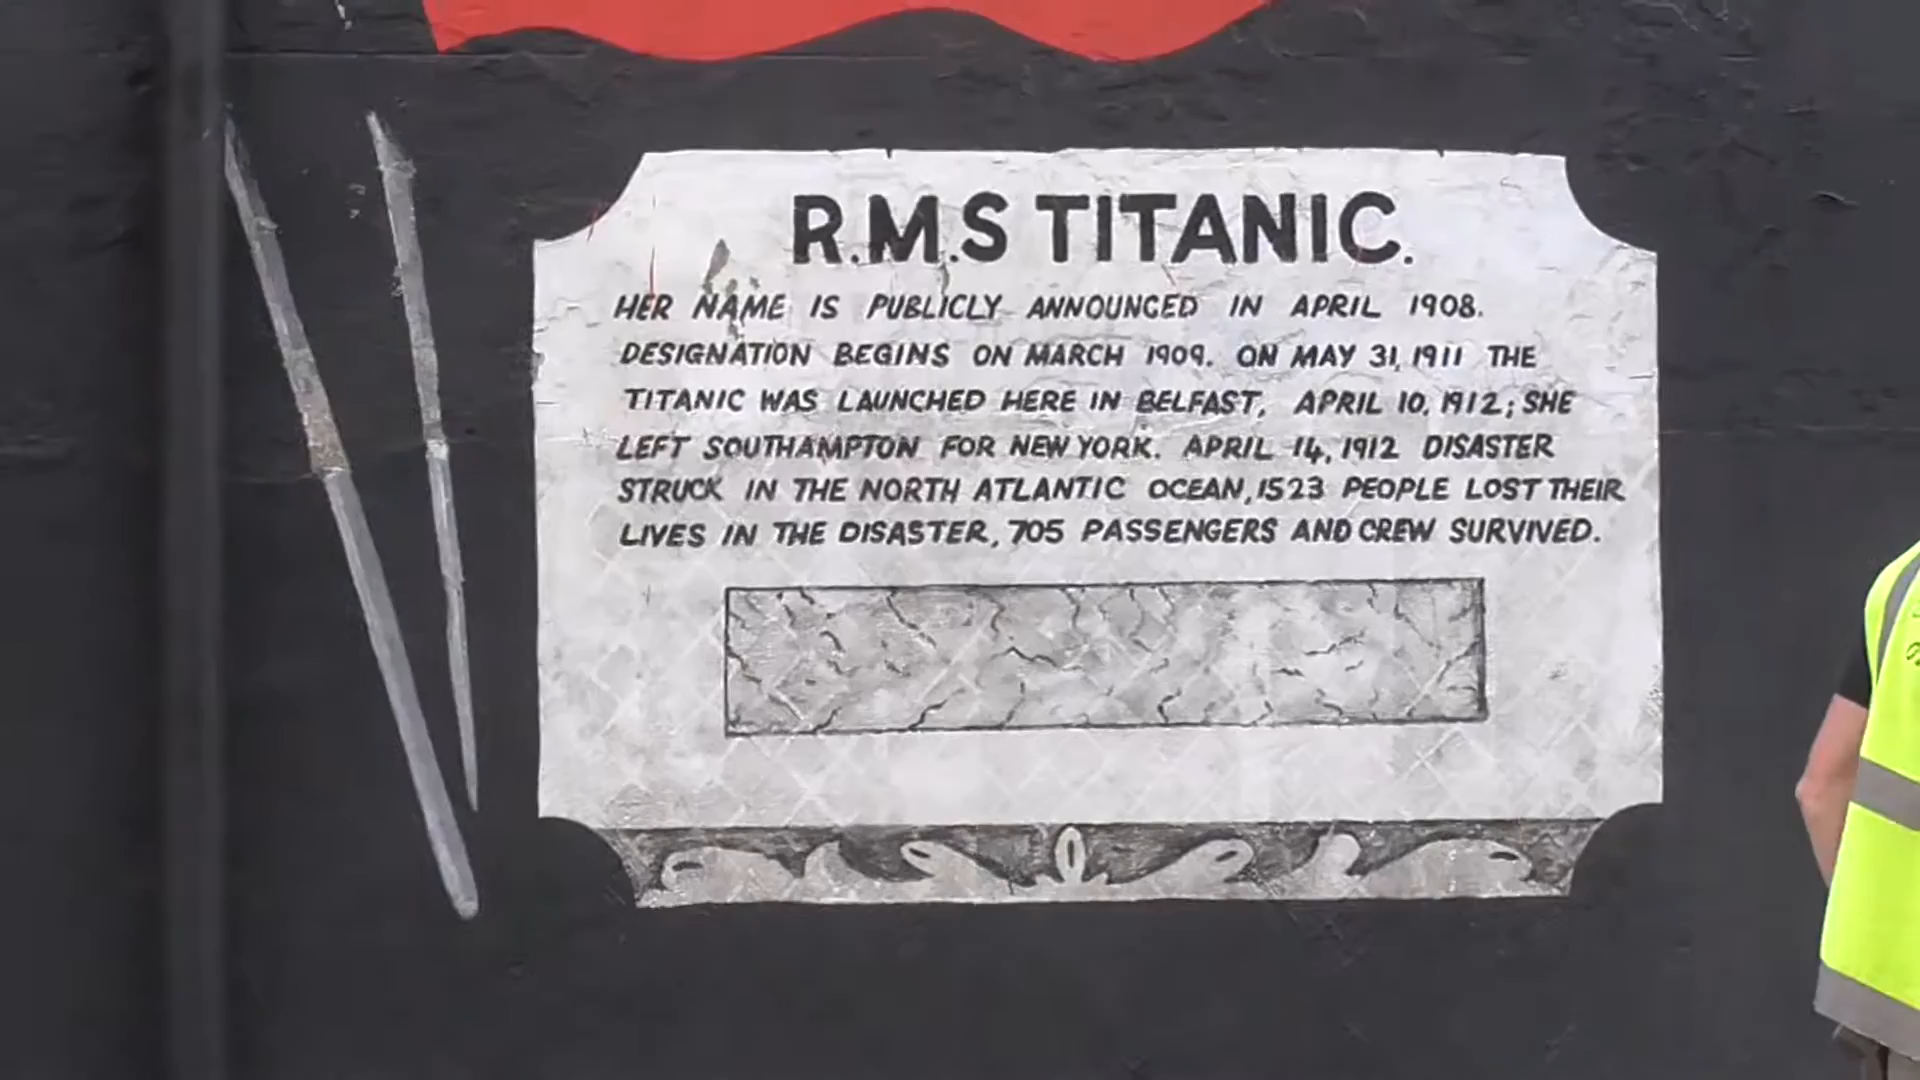 R.M.S TITANIC.
HER NAME IS PUBLICLY ANNOUNCED IN APRIL 1908.
DESIGNATION BEGINS ON MARCH 1909. ON MAY 31, 1911 THE
TITANIC WAS LAUNCHED HERE IN BELFAST, APRIL 10, 1912; SHE
LEFT SOUTHAMPTON FOR NEW YORK. APRIL 14, 1912 DISASTER
STRUCK IN THE NORTH ATLANTIC OCEAN, 1523 PEOPLE LOST THEIR
LIVES IN THE DISASTER, 705 PASSENGERS AND CREW SURVIVED.